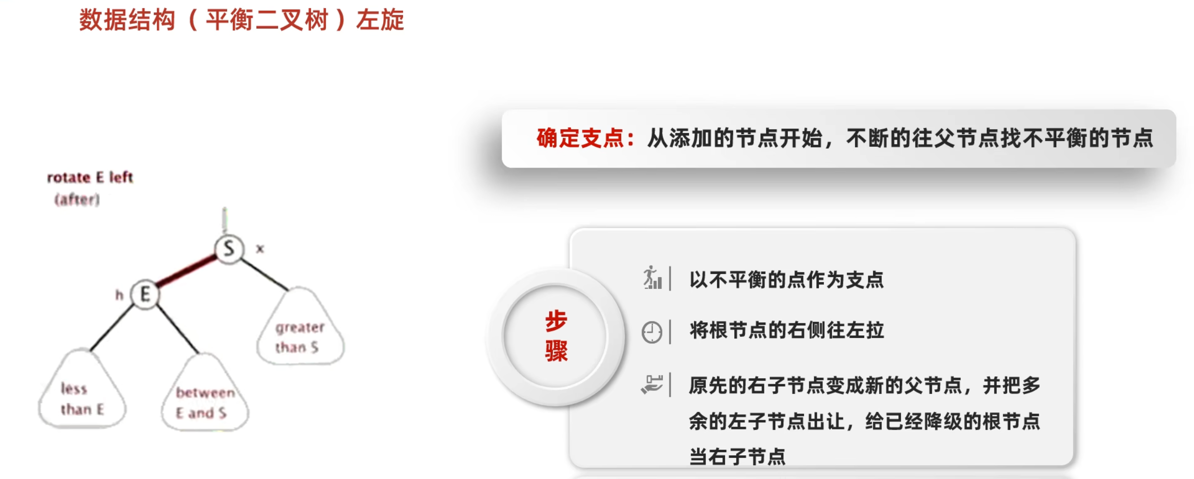 数据结构（平衡二叉树）左旋
确定支点：从添加的节点开始，不断的往父节点找不平衡的节点
rotate E left
(after)
S
x
h
E
greater
than S
less
than E
between
E and S
步
骤
以不平衡的点作为支点
将根节点的右侧往左拉
原先的右子节点变成新的父节点，并把多
余的左子节点出让，给已经降级的根节点
当右子节点